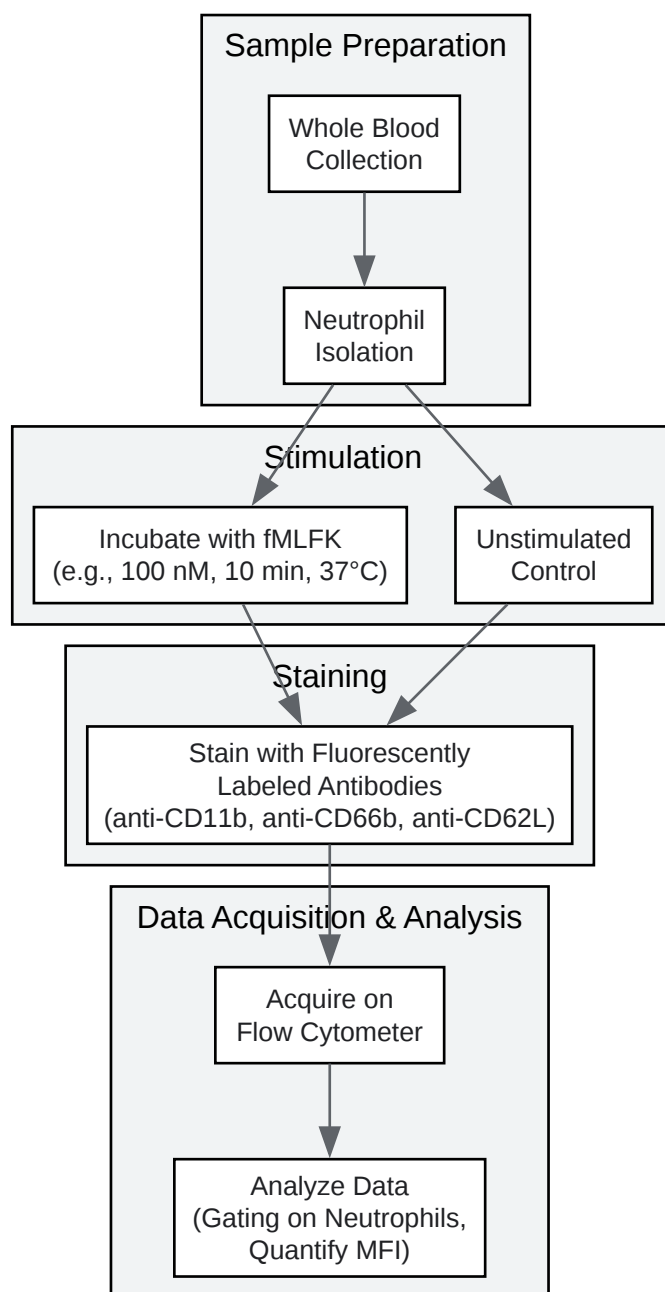 Sample Preparation
Whole Blood
Collection
Neutrophil
Isolation
Stimulation
Incubate with fMLFK
(e.g., 100 nM, 10 min, 37°C)
Unstimulated
Control
Staining
Stain with Fluorescently
Labeled Antibodies
(anti-CD11b, anti-CD66b, anti-CD62L)
Data Acquisition & Analysis
Acquire on
Flow Cytometer
Analyze Data
(Gating on Neutrophils,
Quantify MFI)